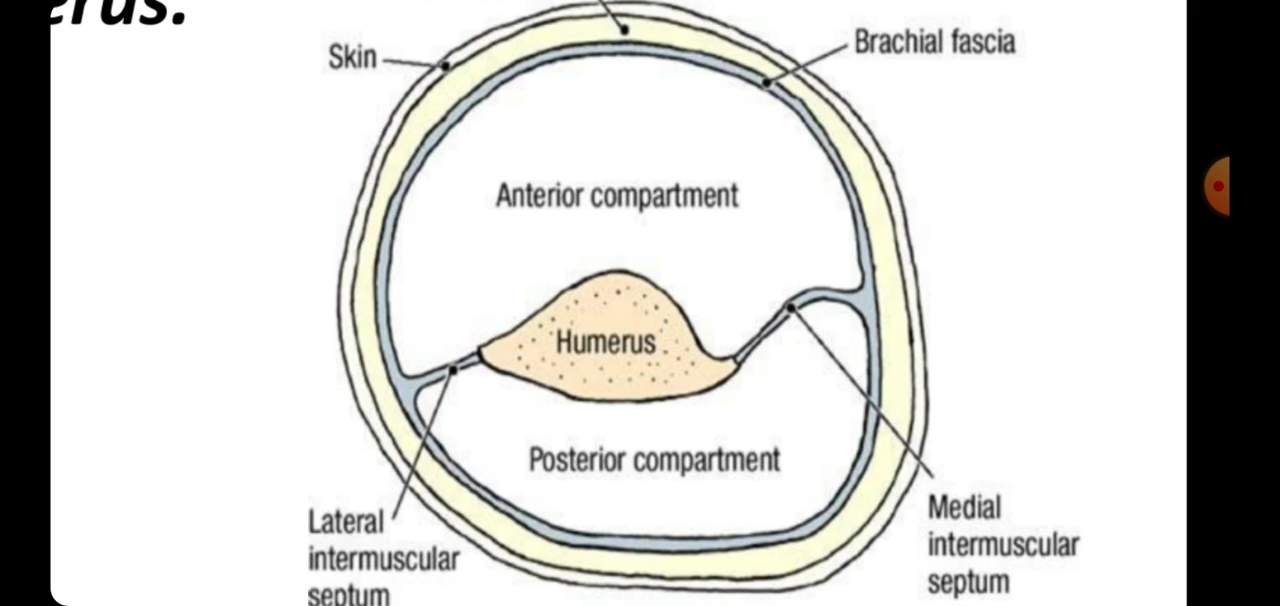 Skin
Brachial fascia
Anterior compartment
Humerus
Posterior compartment
Lateral
intermuscular
septum
Medial
intermuscular
septum